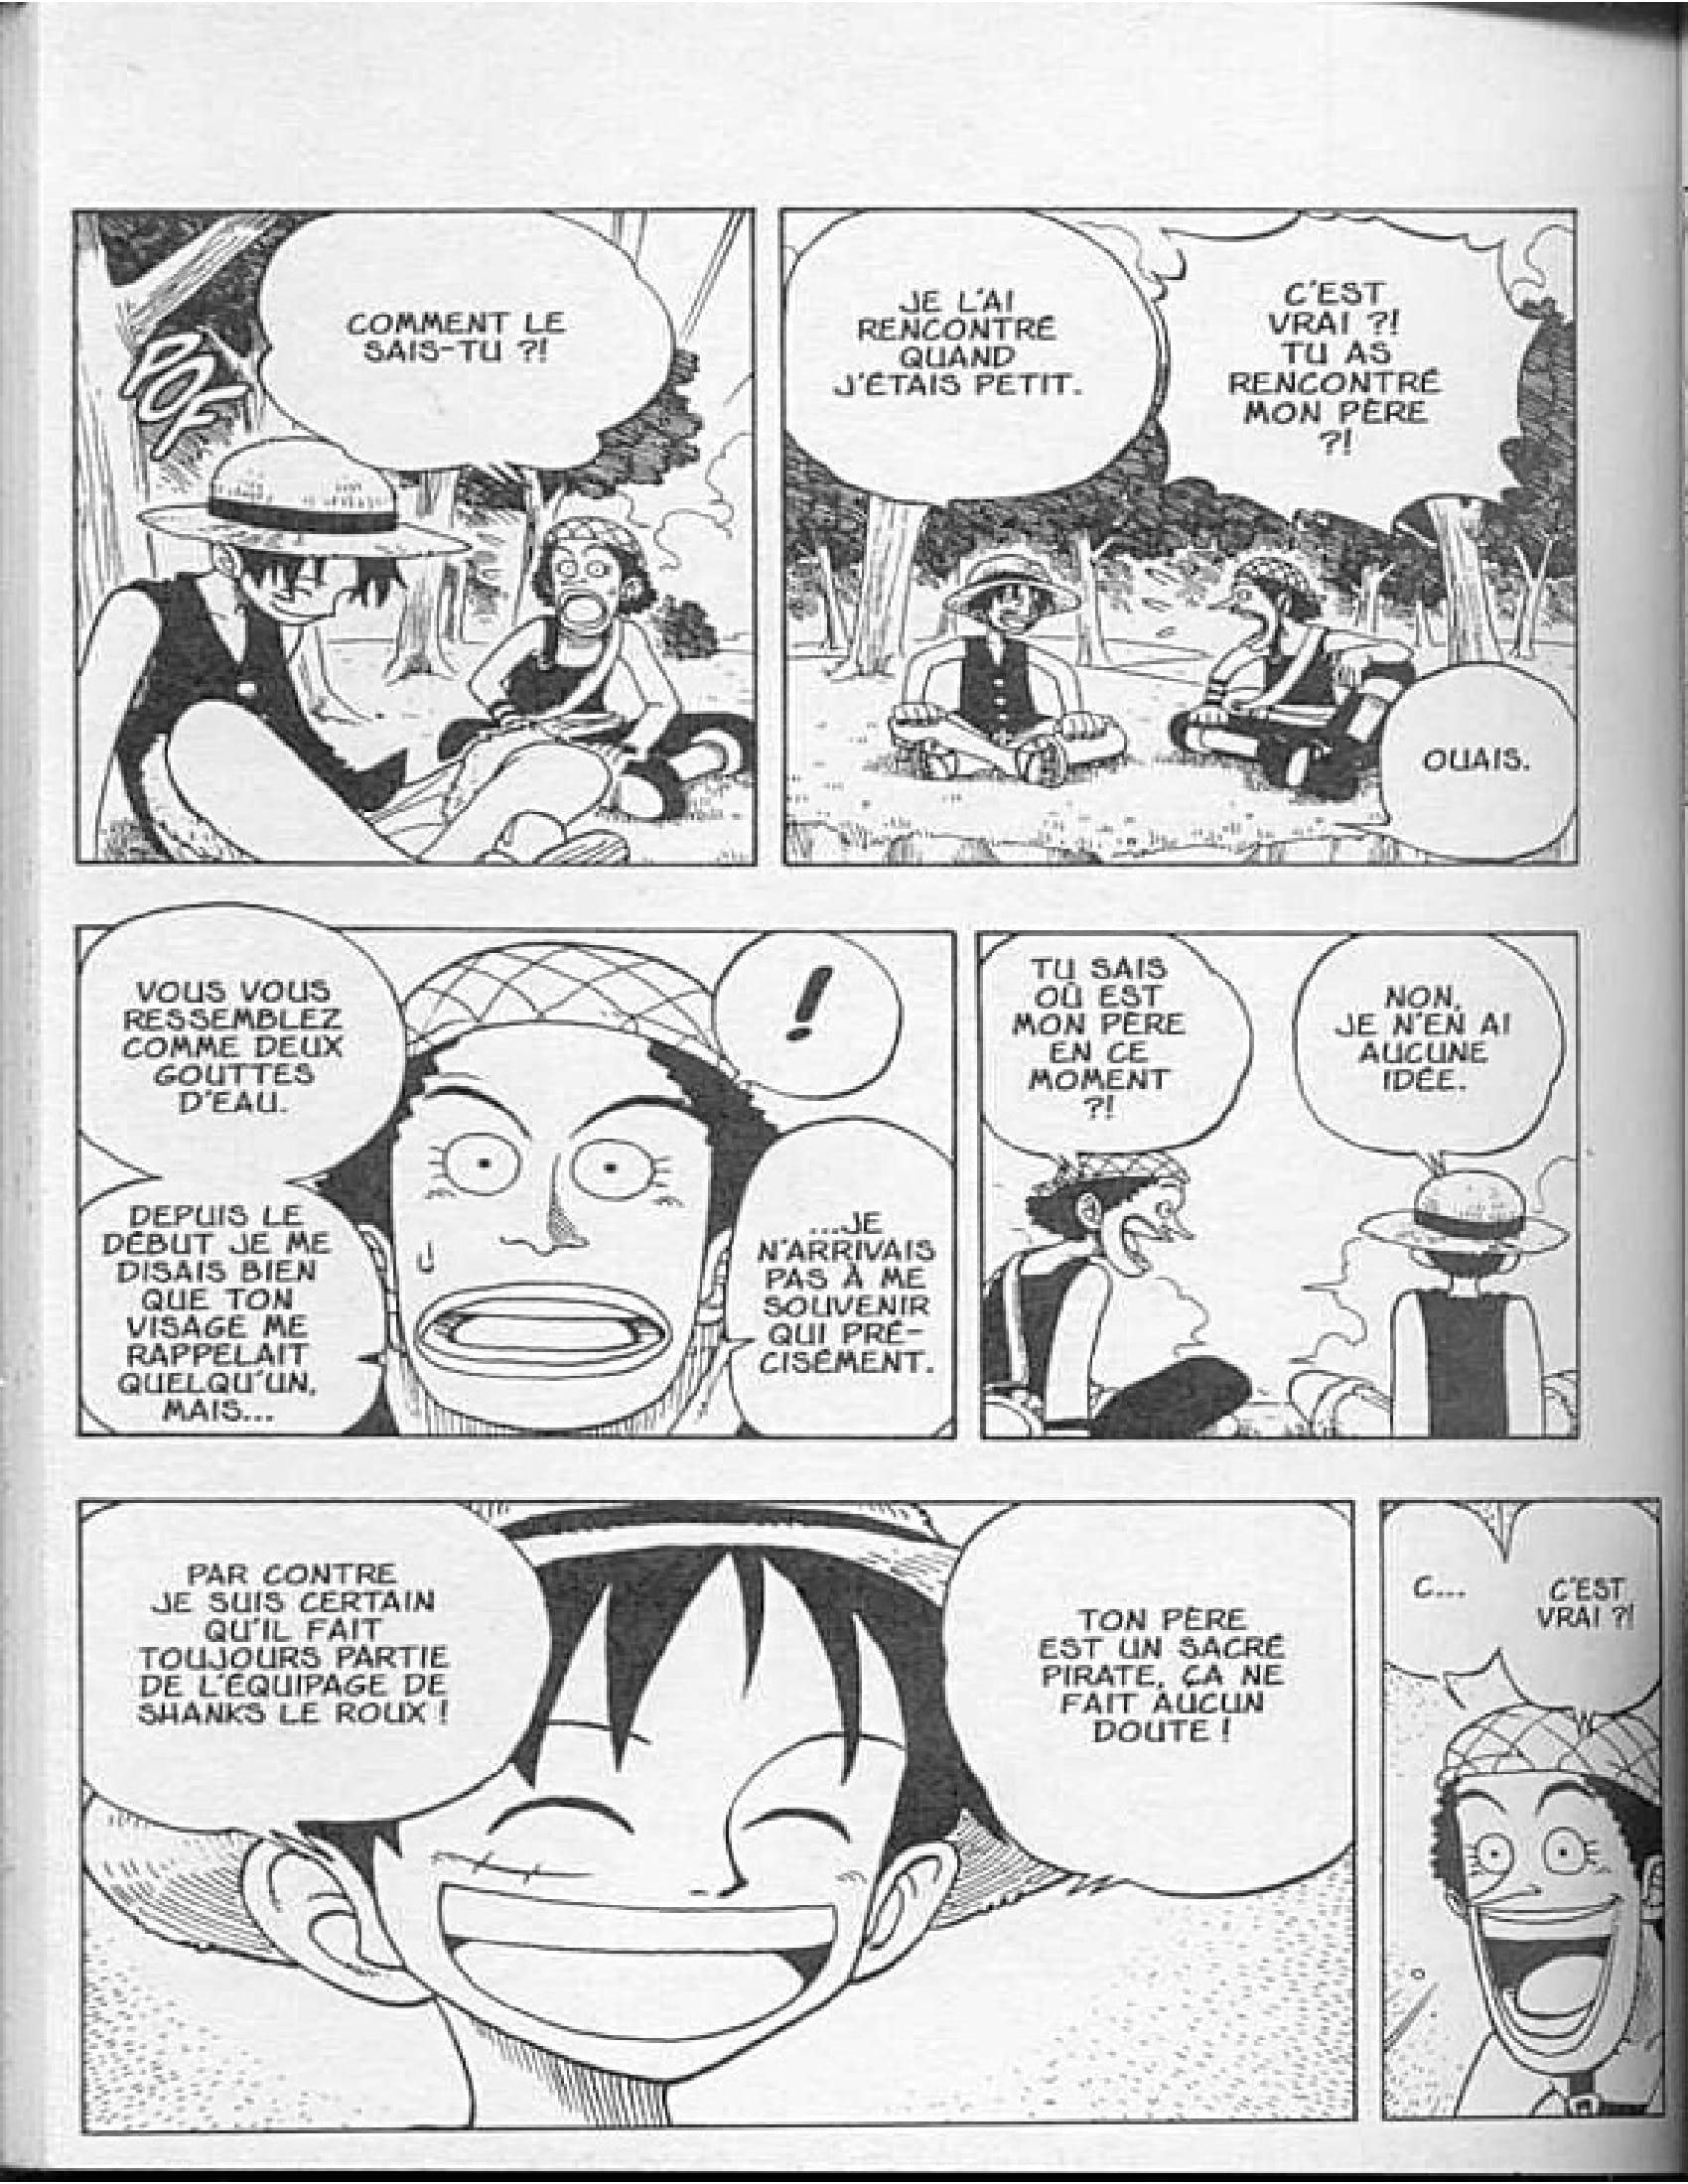 COMMENT LE
SAIS-TU ?!
POF
JE L'AI
RENCONTRÉ
QUAND
J'ÉTAIS PETIT.
C'EST
VRAI ?!
TU AS
RENCONTRÉ
MON PÈRE
?!
OUAIS.
VOUS VOUS
RESSEMBLEZ
COMME DEUX
GOUTTES
D'EAU.
!
DEPUIS LE
DÉBUT JE ME
DISAIS BIEN
QUE TON
VISAGE ME
RAPPELAIT
QUELQU'UN,
MAIS...
...JE
N'ARRIVAIS
PAS À ME
SOUVENIR
QUI PRÉ-
CISÉMENT.
TU SAIS
OÙ EST
MON PÈRE
EN CE
MOMENT
?!
NON,
JE N'EN AI
AUCUNE
IDÉE.
PAR CONTRE
JE SUIS CERTAIN
QU'IL FAIT
TOUJOURS PARTIE
DE L'ÉQUIPAGE DE
SHANKS LE ROUX !
TON PÈRE
EST UN SACRÉ
PIRATE, ÇA NE
FAIT AUCUN
DOUTE !
C...
C'EST
VRAI ?!